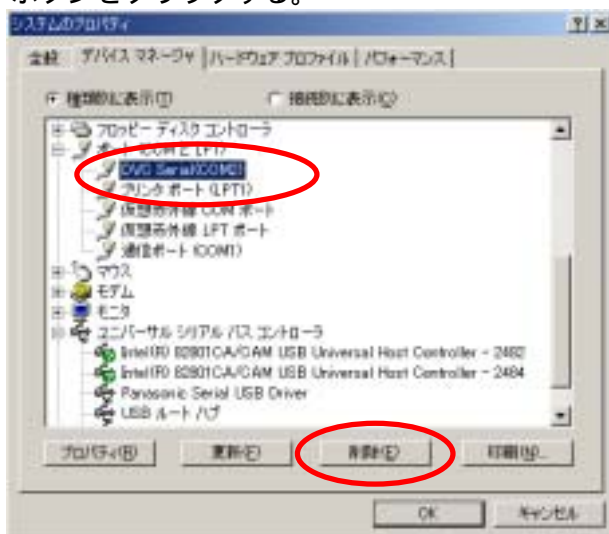 ボタンをクリックする。
システムのプロパティ
全般 デバイス マネージャ ハードウェア プロファイル パフォーマンス
種類別に表示(T) 接続別に表示(C)
フロッピー ディスク コントローラ
ポート (COM と LPT)
DVC Serial(COM2)
プリンタ ポート (LPT1)
仮想赤外線 COM ポート
仮想赤外線 LPT ポート
通信ポート (COM1)
マウス
モデム
モニタ
ユニバーサル シリアル バス コントローラ
Intel(R) 82801CA/CAM USB Universal Host Controller - 2482
Intel(R) 82801CA/CAM USB Universal Host Controller - 2484
Panasonic Serial USB Driver
USB ルート ハブ
プロパティ(R) 更新(F) 削除(E) 印刷(N)...
OK キャンセル